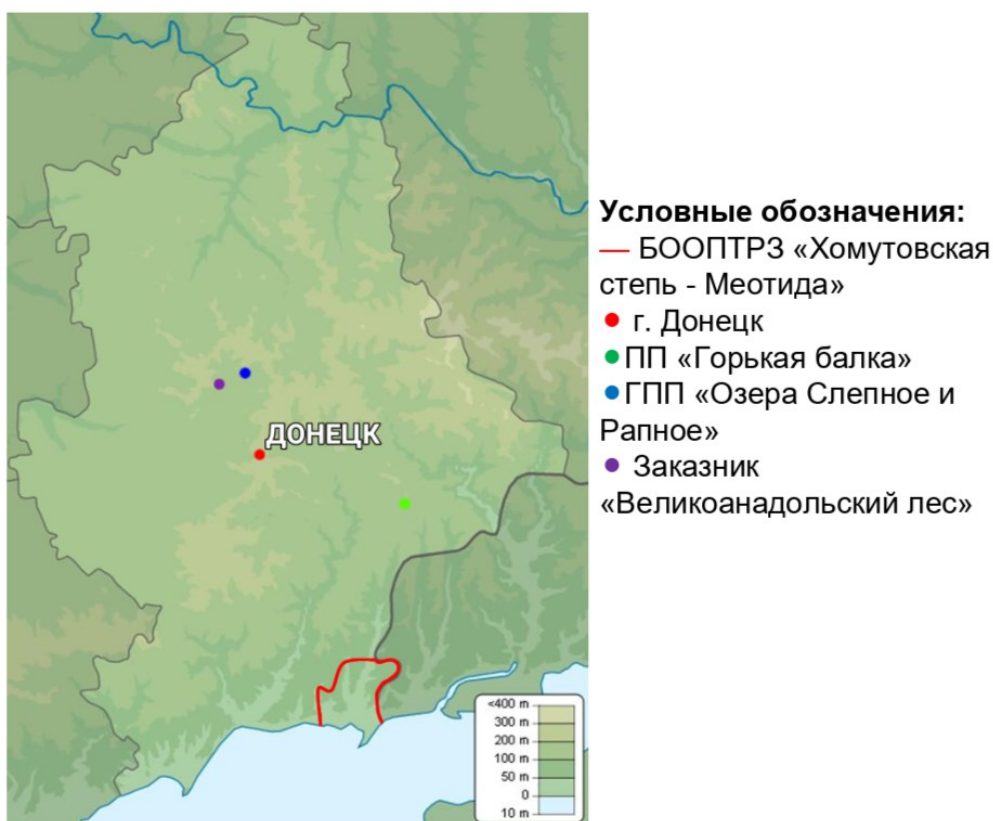 Условные обозначения:
— БООПТРЗ «Хомутовская
степь - Меотида»
г. Донецк
ПП «Горькая балка»
ГПП «Озера Слепное и
Рапное»
Заказник
«Великоанадольский лес»
ДОНЕЦК
<400 m
300 m
200 m
100 m
50 m
0
10 m